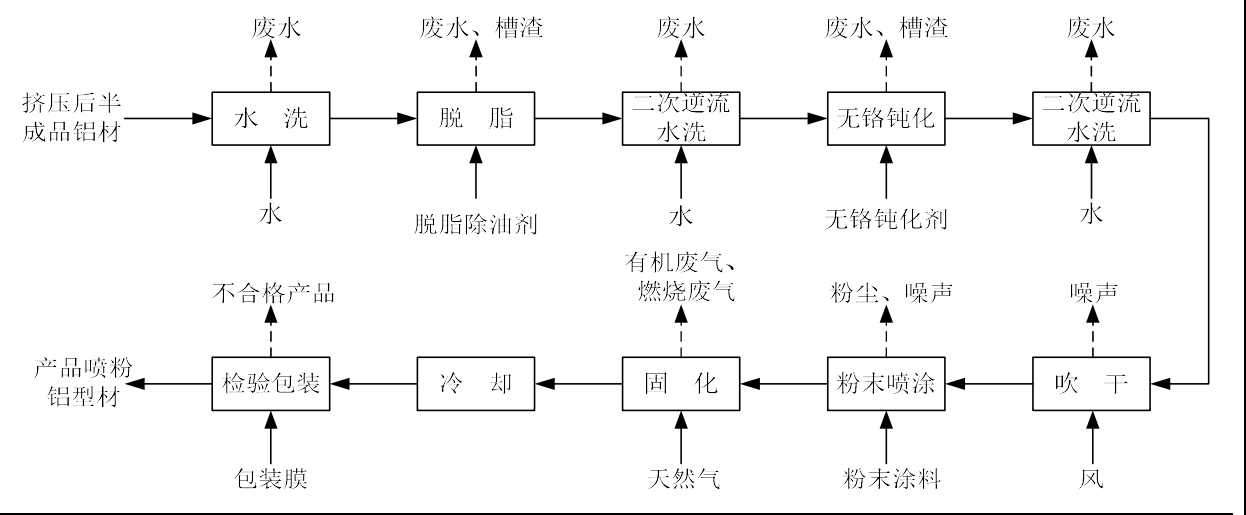 废水
废水、槽渣
废水
废水、槽渣
废水
挤压后半
成品铝材
水 洗
脱 脂
二次逆流
水洗
无铬钝化
二次逆流
水洗
水
脱脂除油剂
水
无铬钝化剂
水
不合格产品
有机废气、
燃烧废气
粉尘、噪声
噪声
产品喷粉
铝型材
检验包装
冷 却
固 化
粉末喷涂
吹 干
包装膜
天然气
粉末涂料
风